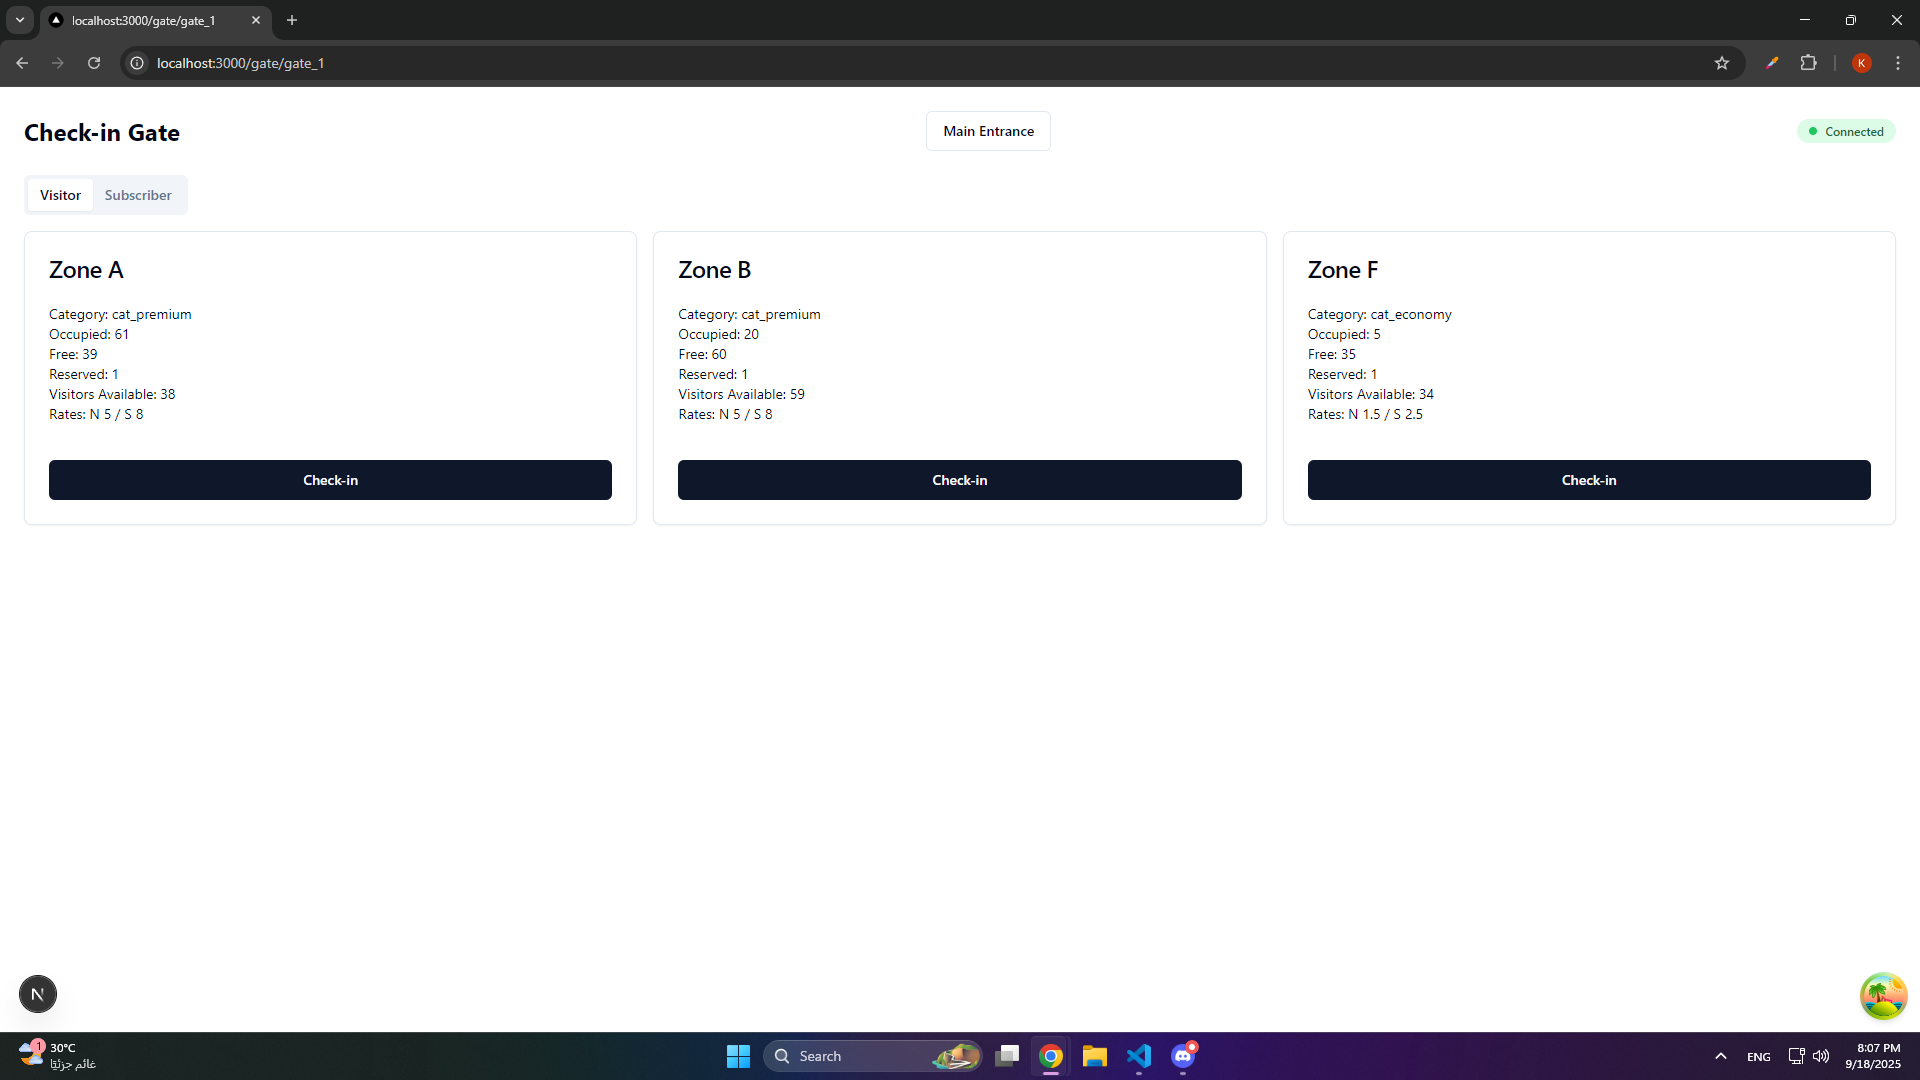 localhost:3000/gate/gate_1
localhost:3000/gate/gate_1
K
Check-in Gate
Main Entrance
Connected
Visitor
Subscriber
Zone A
Category: cat_premium
Occupied: 61
Free: 39
Reserved: 1
Visitors Available: 38
Rates: N 5 / S 8
Check-in
Zone B
Category: cat_premium
Occupied: 20
Free: 60
Reserved: 1
Visitors Available: 59
Rates: N 5 / S 8
Check-in
Zone F
Category: cat_economy
Occupied: 5
Free: 35
Reserved: 1
Visitors Available: 34
Rates: N 1.5 / S 2.5
Check-in
N
1
30°C
غائم جزئيًا
Search
ENG
8:07 PM
9/18/2025